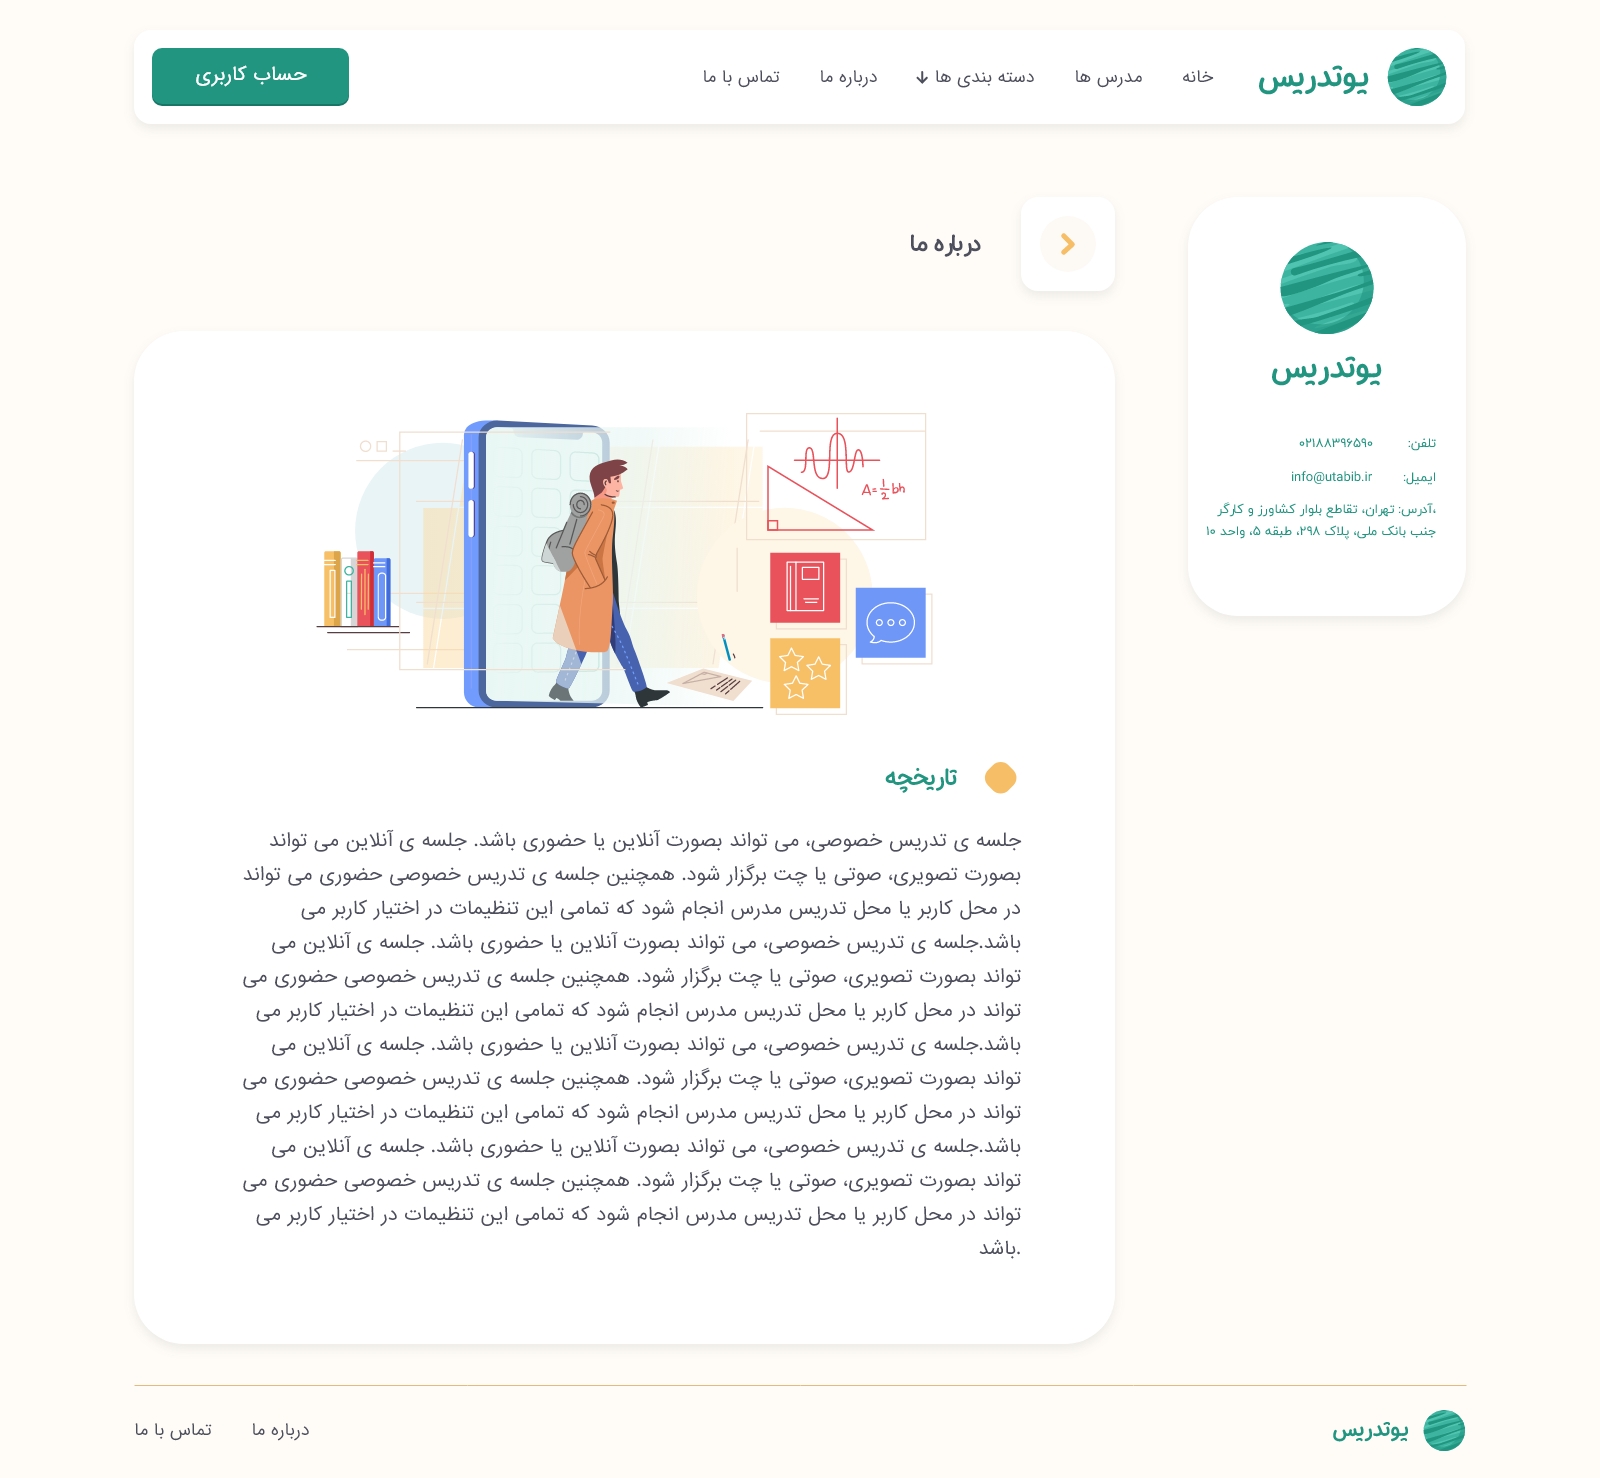 یوتدریس
خانه
مدرس ها
دسته بندی ها
درباره ما
تماس با ما
حساب کاربری
درباره ما
یوتدریس
تلفن: ۰۲۱۸۸۳۹۶۵۹۰
ایمیل: info@utabib.ir
،آدرس: تهران، تقاطع بلوار کشاورز و کارگر
جنب بانک ملی، پلاک ۲۹۸، طبقه ۵، واحد ۱۰
A=½bh
تاریخچه
جلسه ی تدریس خصوصی، می تواند بصورت آنلاین یا حضوری باشد. جلسه ی آنلاین می تواند
بصورت تصویری، صوتی یا چت برگزار شود. همچنین جلسه ی تدریس خصوصی حضوری می تواند
در محل کاربر یا محل تدریس مدرس انجام شود که تمامی این تنظیمات در اختیار کاربر می
باشد.جلسه ی تدریس خصوصی، می تواند بصورت آنلاین یا حضوری باشد. جلسه ی آنلاین می
تواند بصورت تصویری، صوتی یا چت برگزار شود. همچنین جلسه ی تدریس خصوصی حضوری می
تواند در محل کاربر یا محل تدریس مدرس انجام شود که تمامی این تنظیمات در اختیار کاربر می
باشد.جلسه ی تدریس خصوصی، می تواند بصورت آنلاین یا حضوری باشد. جلسه ی آنلاین می
تواند بصورت تصویری، صوتی یا چت برگزار شود. همچنین جلسه ی تدریس خصوصی حضوری می
تواند در محل کاربر یا محل تدریس مدرس انجام شود که تمامی این تنظیمات در اختیار کاربر می
باشد.جلسه ی تدریس خصوصی، می تواند بصورت آنلاین یا حضوری باشد. جلسه ی آنلاین می
تواند بصورت تصویری، صوتی یا چت برگزار شود. همچنین جلسه ی تدریس خصوصی حضوری می
تواند در محل کاربر یا محل تدریس مدرس انجام شود که تمامی این تنظیمات در اختیار کاربر می
.باشد
یوتدریس
درباره ما
تماس با ما